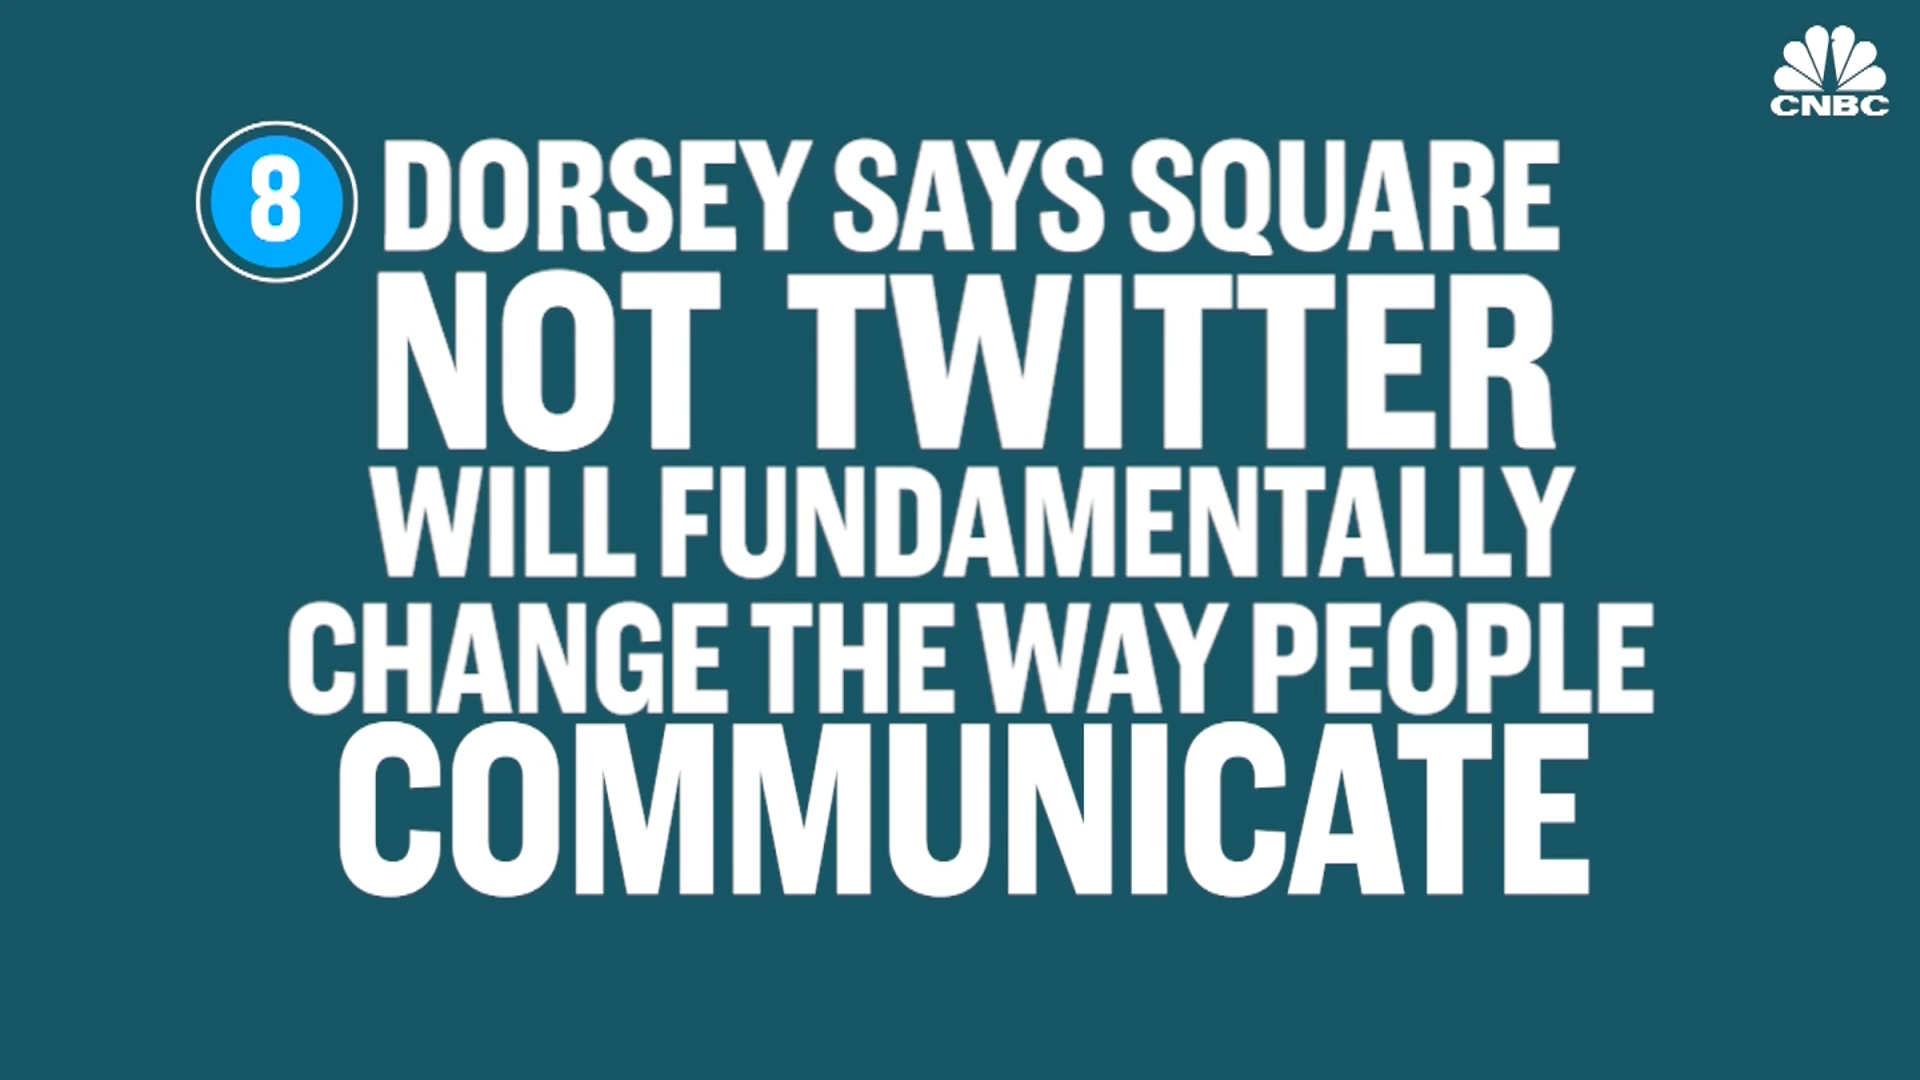 CNBC
8 DORSEY SAYS SQUARE
NOT TWITTER
WILL FUNDAMENTALLY
CHANGE THE WAY PEOPLE
COMMUNICATE